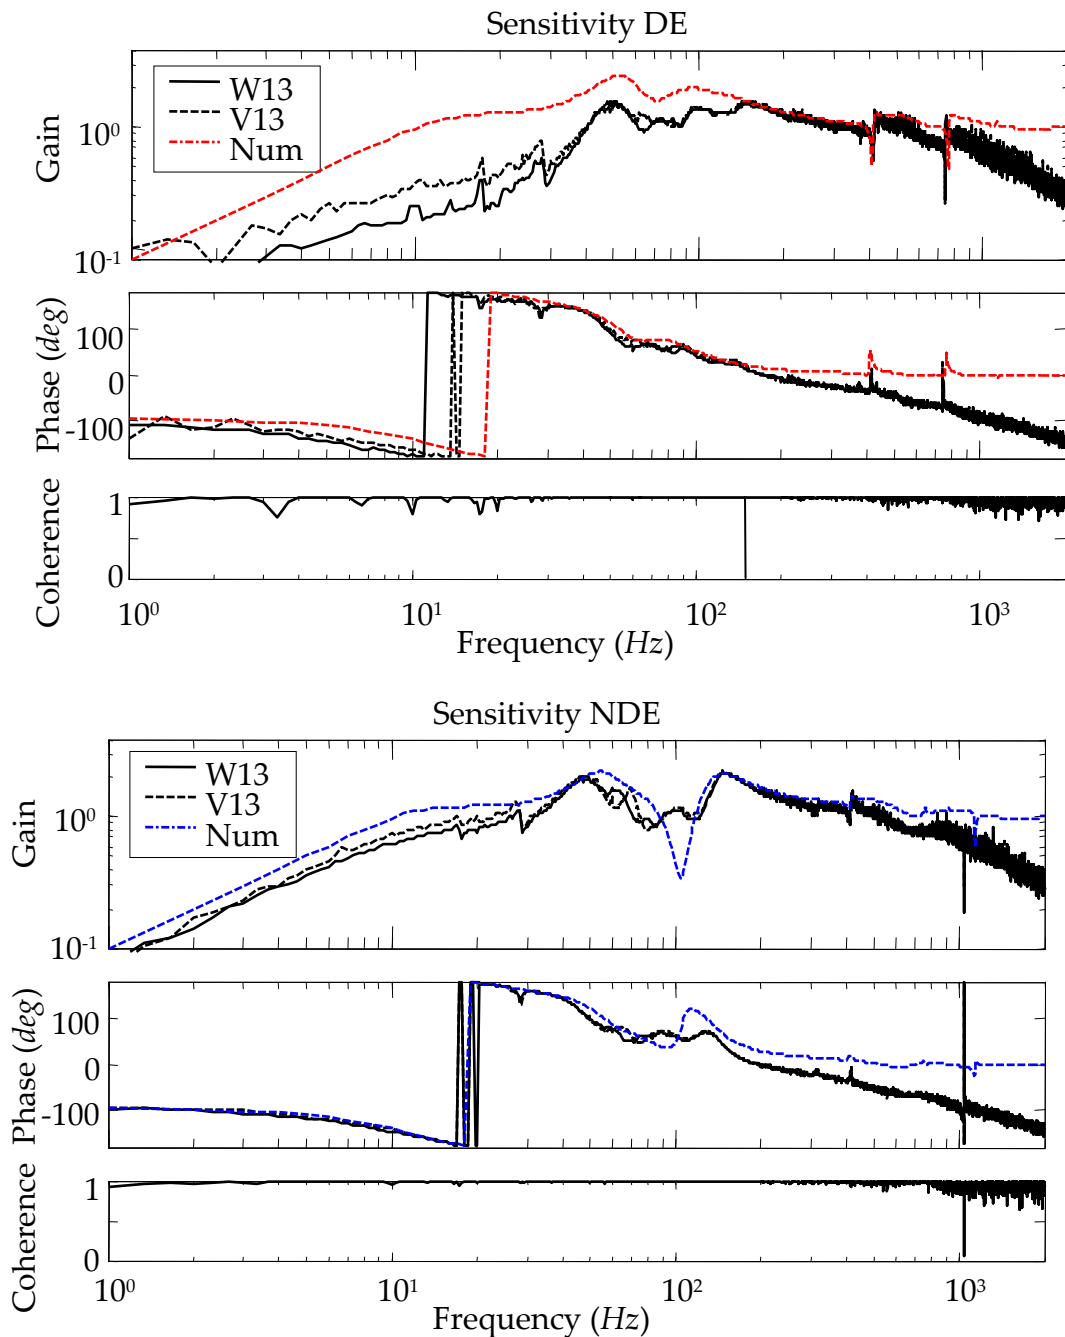 Sensitivity DE
W13
V13
Num
Gain
10⁰
10⁻¹
Phase (deg)
100
0
-100
Coherence
1
0
10⁰ 10¹ 10² 10³
Frequency (Hz)
Sensitivity NDE
W13
V13
Num
Gain
10⁰
10⁻¹
Phase (deg)
100
0
-100
Coherence
1
0
10⁰ 10¹ 10² 10³
Frequency (Hz)